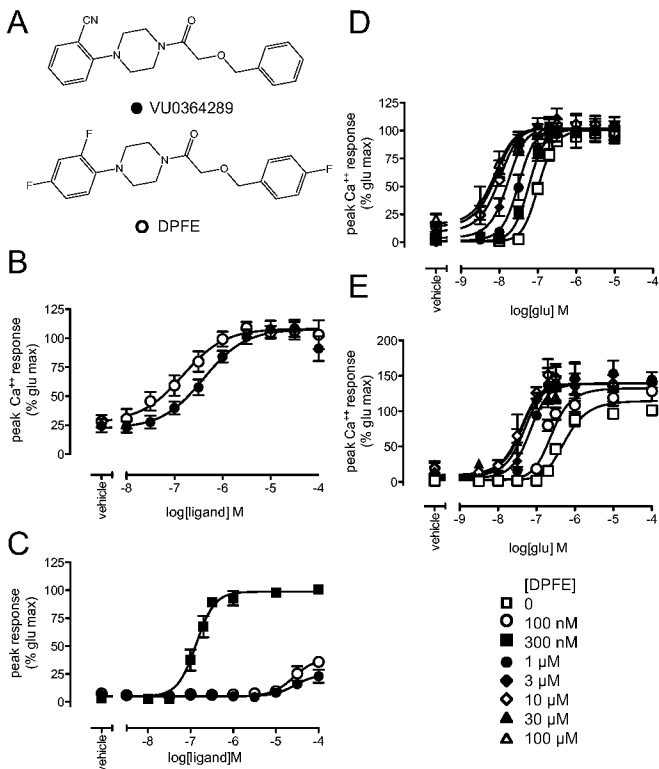 A
CN
N
N
O
O
VU0364289
F
F
N
N
O
O
F
DPFE
B
peak Ca++ response
(% glu max)
125
100
75
50
25
0
vehicle
-8
-7
-6
-5
-4
log[ligand] M
C
peak response
(% glu max)
125
100
75
50
25
0
vehicle
-8
-7
-6
-5
-4
log[ligand]M
D
peak Ca++ response
(% glu max)
125
100
75
50
25
0
vehicle
-9
-8
-7
-6
-5
-4
log[glu] M
E
peak Ca++ response
(% glu max)
200
150
100
50
0
vehicle
-9
-8
-7
-6
-5
-4
log[glu] M
[DPFE]
0
100 nM
300 nM
1 µM
3 µM
10 µM
30 µM
100 µM